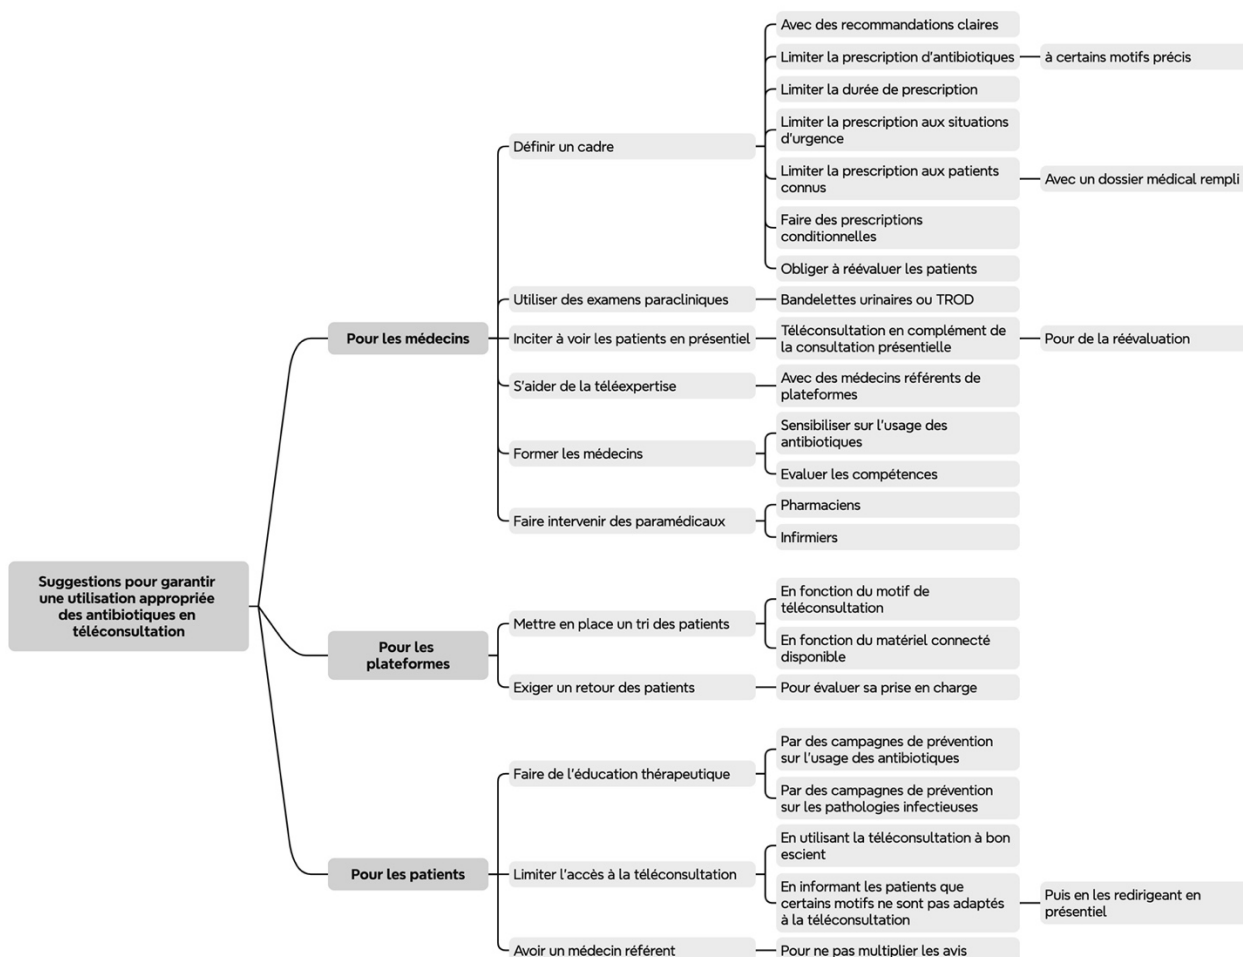 Suggestions pour garantir
une utilisation appropriée
des antibiotiques en
téléconsultation
Pour les médecins
Définir un cadre
Avec des recommandations claires
Limiter la prescription d'antibiotiques
à certains motifs précis
Limiter la durée de prescription
Limiter la prescription aux situations
d'urgence
Limiter la prescription aux patients
connus
Avec un dossier médical rempli
Faire des prescriptions
conditionnelles
Obliger à réévaluer les patients
Utiliser des examens paracliniques
Bandelettes urinaires ou TROD
Inciter à voir les patients en présentiel
Téléconsultation en complément de
la consultation présentielle
Pour de la réévaluation
S'aider de la téléexpertise
Avec des médecins référents de
plateformes
Former les médecins
Sensibiliser sur l'usage des
antibiotiques
Evaluer les compétences
Faire intervenir des paramédicaux
Pharmaciens
Infirmiers
Pour les
plateformes
Mettre en place un tri des patients
En fonction du motif de
téléconsultation
En fonction du matériel connecté
disponible
Exiger un retour des patients
Pour évaluer sa prise en charge
Pour les patients
Faire de l'éducation thérapeutique
Par des campagnes de prévention
sur l'usage des antibiotiques
Par des campagnes de prévention
sur les pathologies infectieuses
Limiter l'accès à la téléconsultation
En utilisant la téléconsultation à bon
escient
En informant les patients que
certains motifs ne sont pas adaptés
à la téléconsultation
Puis en les redirigeant en
présentiel
Avoir un médecin référent
Pour ne pas multiplier les avis